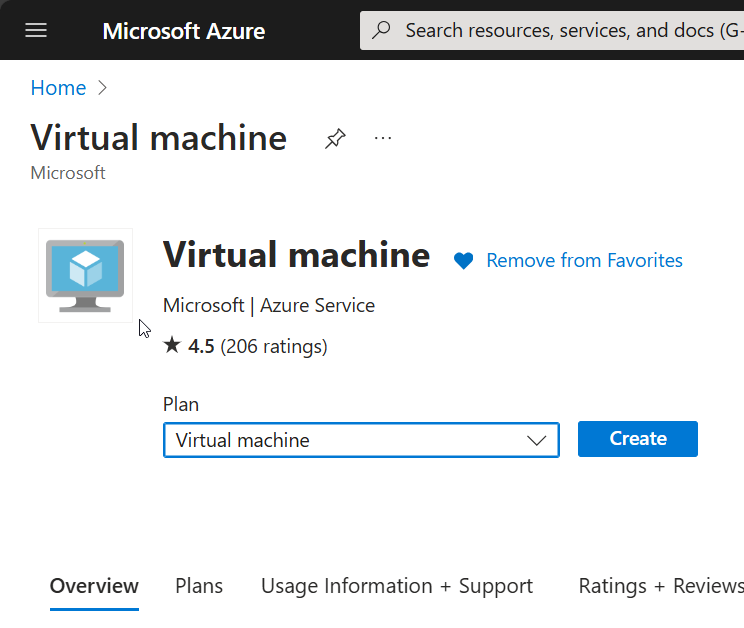 Microsoft Azure
Search resources, services, and docs (G-
Home
Virtual machine
...
Microsoft
Virtual machine
Remove from Favorites
Microsoft | Azure Service
★ 4.5 (206 ratings)
Plan
Virtual machine
Create
Overview Plans Usage Information + Support Ratings + Reviews